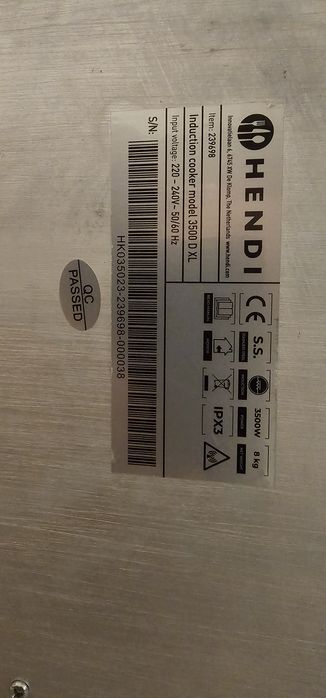 HENDI
Innovatielaan 6, 6745 XW De Klomp, The Netherlands www.hendi.com
Item: 239698
Induction cooker model 3500 D XL
Input voltage: 220 - 240V~ 50/60 Hz
S/N:
HK035023-239698-000038
CE
S.S.
3500W
8 kg
IPX3
QC
PASSED